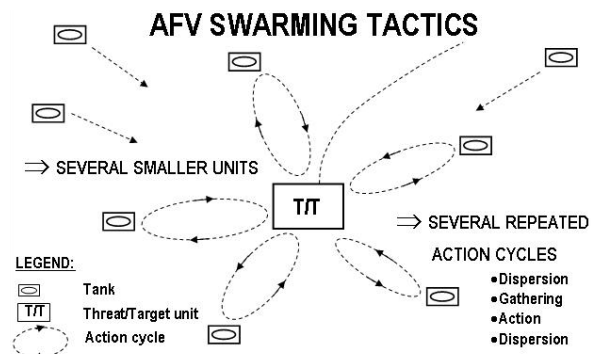 AFV SWARMING TACTICS
⇒ SEVERAL SMALLER UNITS
T/T
⇒ SEVERAL REPEATED
ACTION CYCLES
•Dispersion
•Gathering
•Action
•Dispersion
LEGEND:
Tank
T/T Threat/Target unit
Action cycle